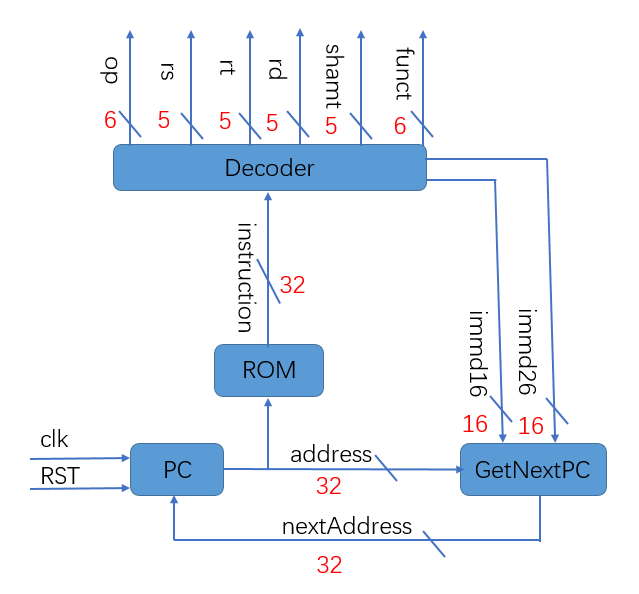 op
rs
rt
rd
shamt
funct
6
5
5
5
5
6
Decoder
instruction
32
immd16
immd26
16
16
ROM
clk
RST
PC
address
32
GetNextPC
nextAddress
32